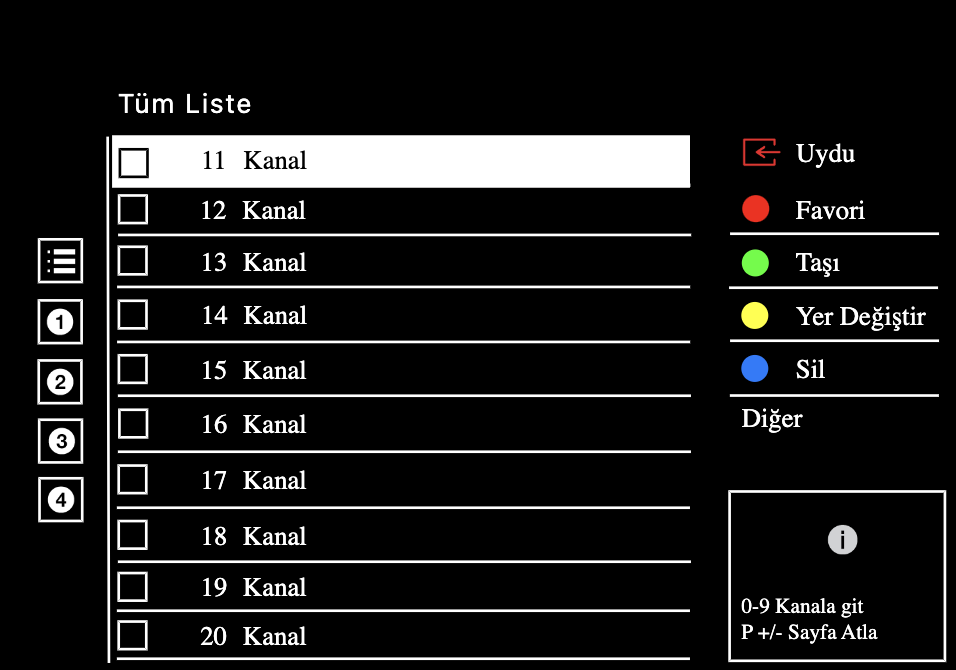 Tüm Liste
11 Kanal
12 Kanal
13 Kanal
14 Kanal
15 Kanal
16 Kanal
17 Kanal
18 Kanal
19 Kanal
20 Kanal
1
2
3
4
Uydu
Favori
Taşı
Yer Değiştir
Sil
Diğer
i
0-9 Kanala git
P +/- Sayfa Atla